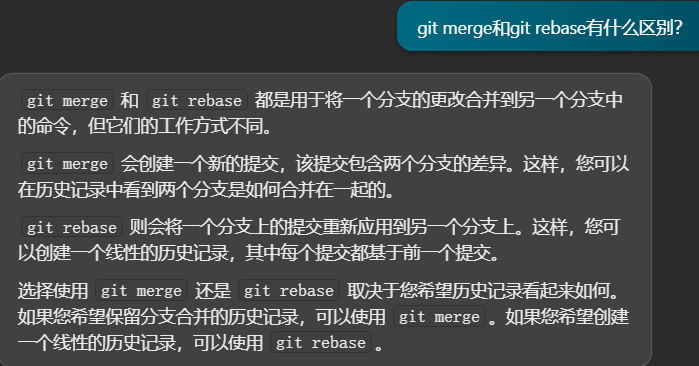 git merge和git rebase有什么区别？
git merge 和 git rebase 都是用于将一个分支的更改合并到另一个分支中
的命令，但它们的工作方式不同。
git merge 会创建一个新的提交，该提交包含两个分支的差异。这样，您可以
在历史记录中看到两个分支是如何合并在一起的。
git rebase 则会将一个分支上的提交重新应用到另一个分支上。这样，您可
以创建一个线性的历史记录，其中每个提交都基于前一个提交。
选择使用 git merge 还是 git rebase 取决于您希望历史记录看起来如何。
如果您希望保留分支合并的历史记录，可以使用 git merge 。如果您希望创建
一个线性的历史记录，可以使用 git rebase 。